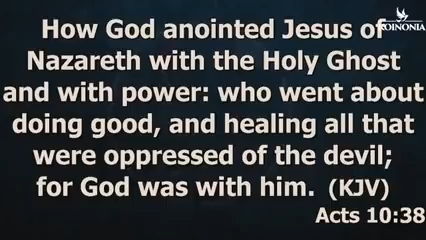 KOINONIA
How God anointed Jesus of
Nazareth with the Holy Ghost
and with power: who went about
doing good, and healing all that
were oppressed of the devil;
for God was with him. (KJV)
Acts 10:38